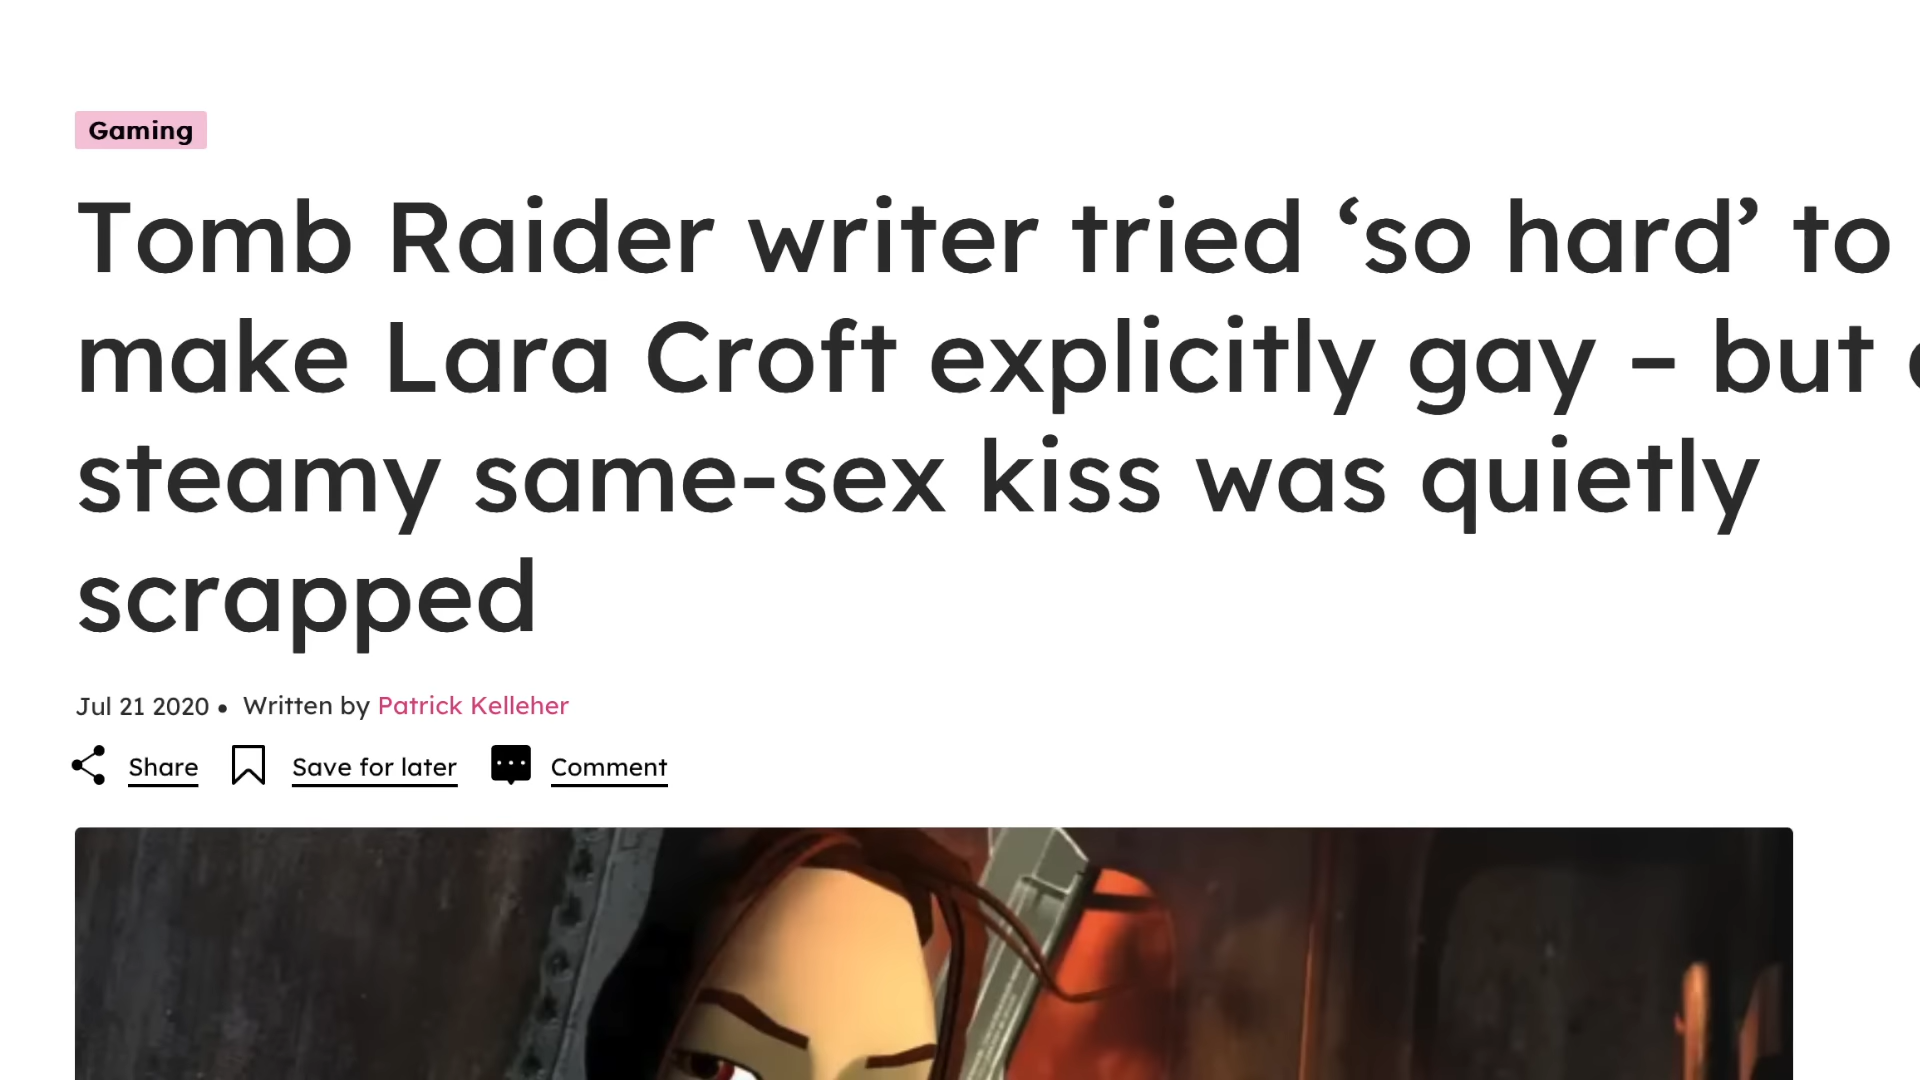 Gaming
Tomb Raider writer tried ‘so hard’ to
make Lara Croft explicitly gay – but
steamy same-sex kiss was quietly
scrapped
Jul 21 2020 • Written by Patrick Kelleher
Share Save for later Comment